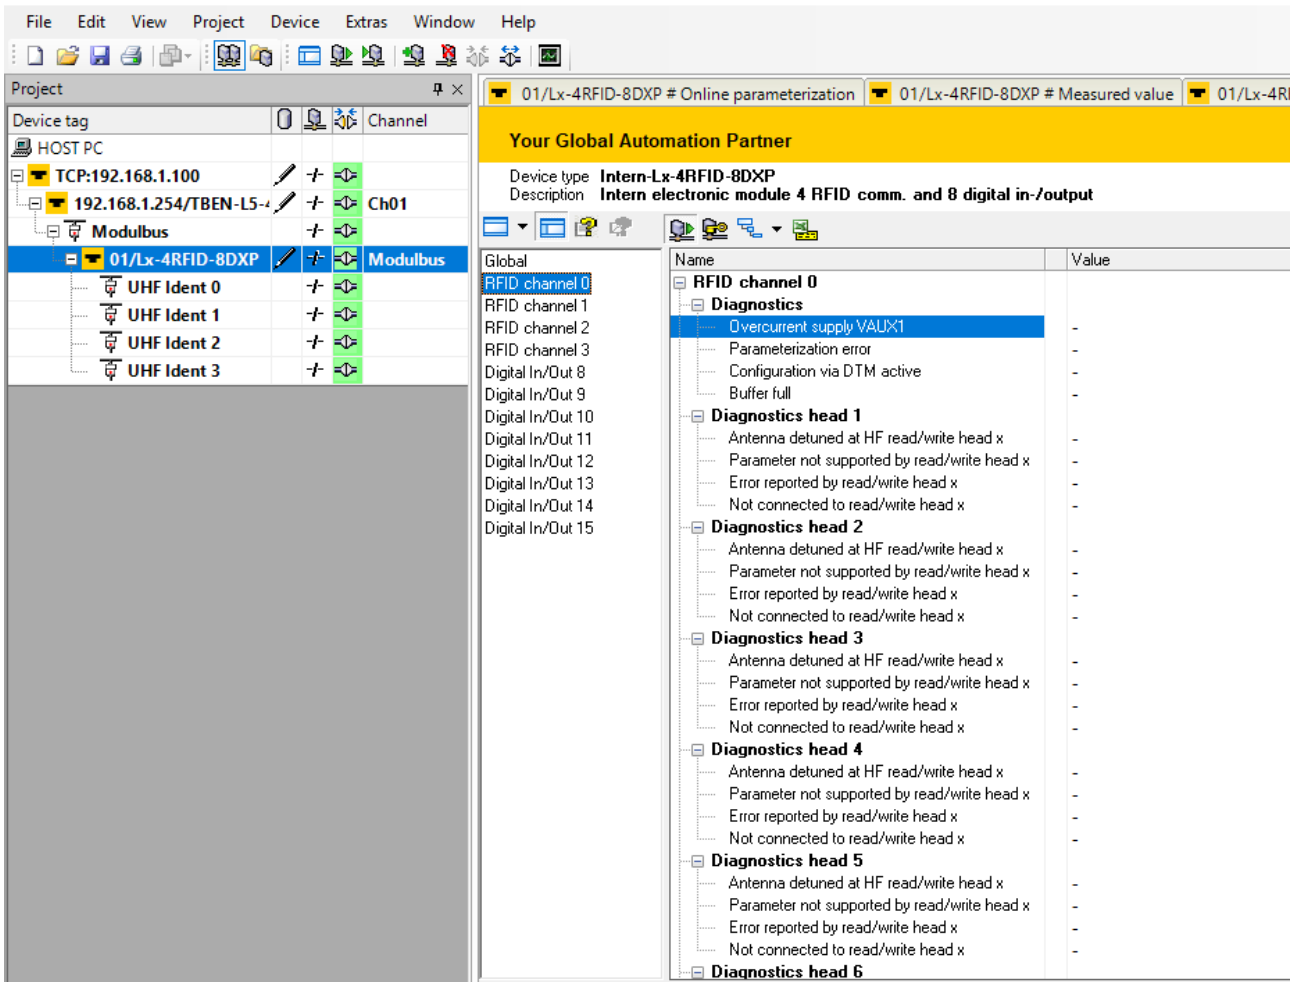 File Edit View Project Device Extras Window Help
Project
Device tag Channel
HOST PC
TCP:192.168.1.100
192.168.1.254/TBEN-L5-4 Ch01
Modulbus
01/Lx-4RFID-8DXP Modulbus
UHF Ident 0
UHF Ident 1
UHF Ident 2
UHF Ident 3
01/Lx-4RFID-8DXP # Online parameterization 01/Lx-4RFID-8DXP # Measured value 01/Lx-4RI
Your Global Automation Partner
Device type Intern-Lx-4RFID-8DXP
Description Intern electronic module 4 RFID comm. and 8 digital in-/output
Global
RFID channel 0
RFID channel 1
RFID channel 2
RFID channel 3
Digital In/Out 8
Digital In/Out 9
Digital In/Out 10
Digital In/Out 11
Digital In/Out 12
Digital In/Out 13
Digital In/Out 14
Digital In/Out 15
Name Value
RFID channel 0
Diagnostics
Overcurrent supply VAUX1 -
Parameterization error -
Configuration via DTM active -
Buffer full -
Diagnostics head 1
Antenna detuned at HF read/write head x -
Parameter not supported by read/write head x -
Error reported by read/write head x -
Not connected to read/write head x -
Diagnostics head 2
Antenna detuned at HF read/write head x -
Parameter not supported by read/write head x -
Error reported by read/write head x -
Not connected to read/write head x -
Diagnostics head 3
Antenna detuned at HF read/write head x -
Parameter not supported by read/write head x -
Error reported by read/write head x -
Not connected to read/write head x -
Diagnostics head 4
Antenna detuned at HF read/write head x -
Parameter not supported by read/write head x -
Error reported by read/write head x -
Not connected to read/write head x -
Diagnostics head 5
Antenna detuned at HF read/write head x -
Parameter not supported by read/write head x -
Error reported by read/write head x -
Not connected to read/write head x -
Diagnostics head 6